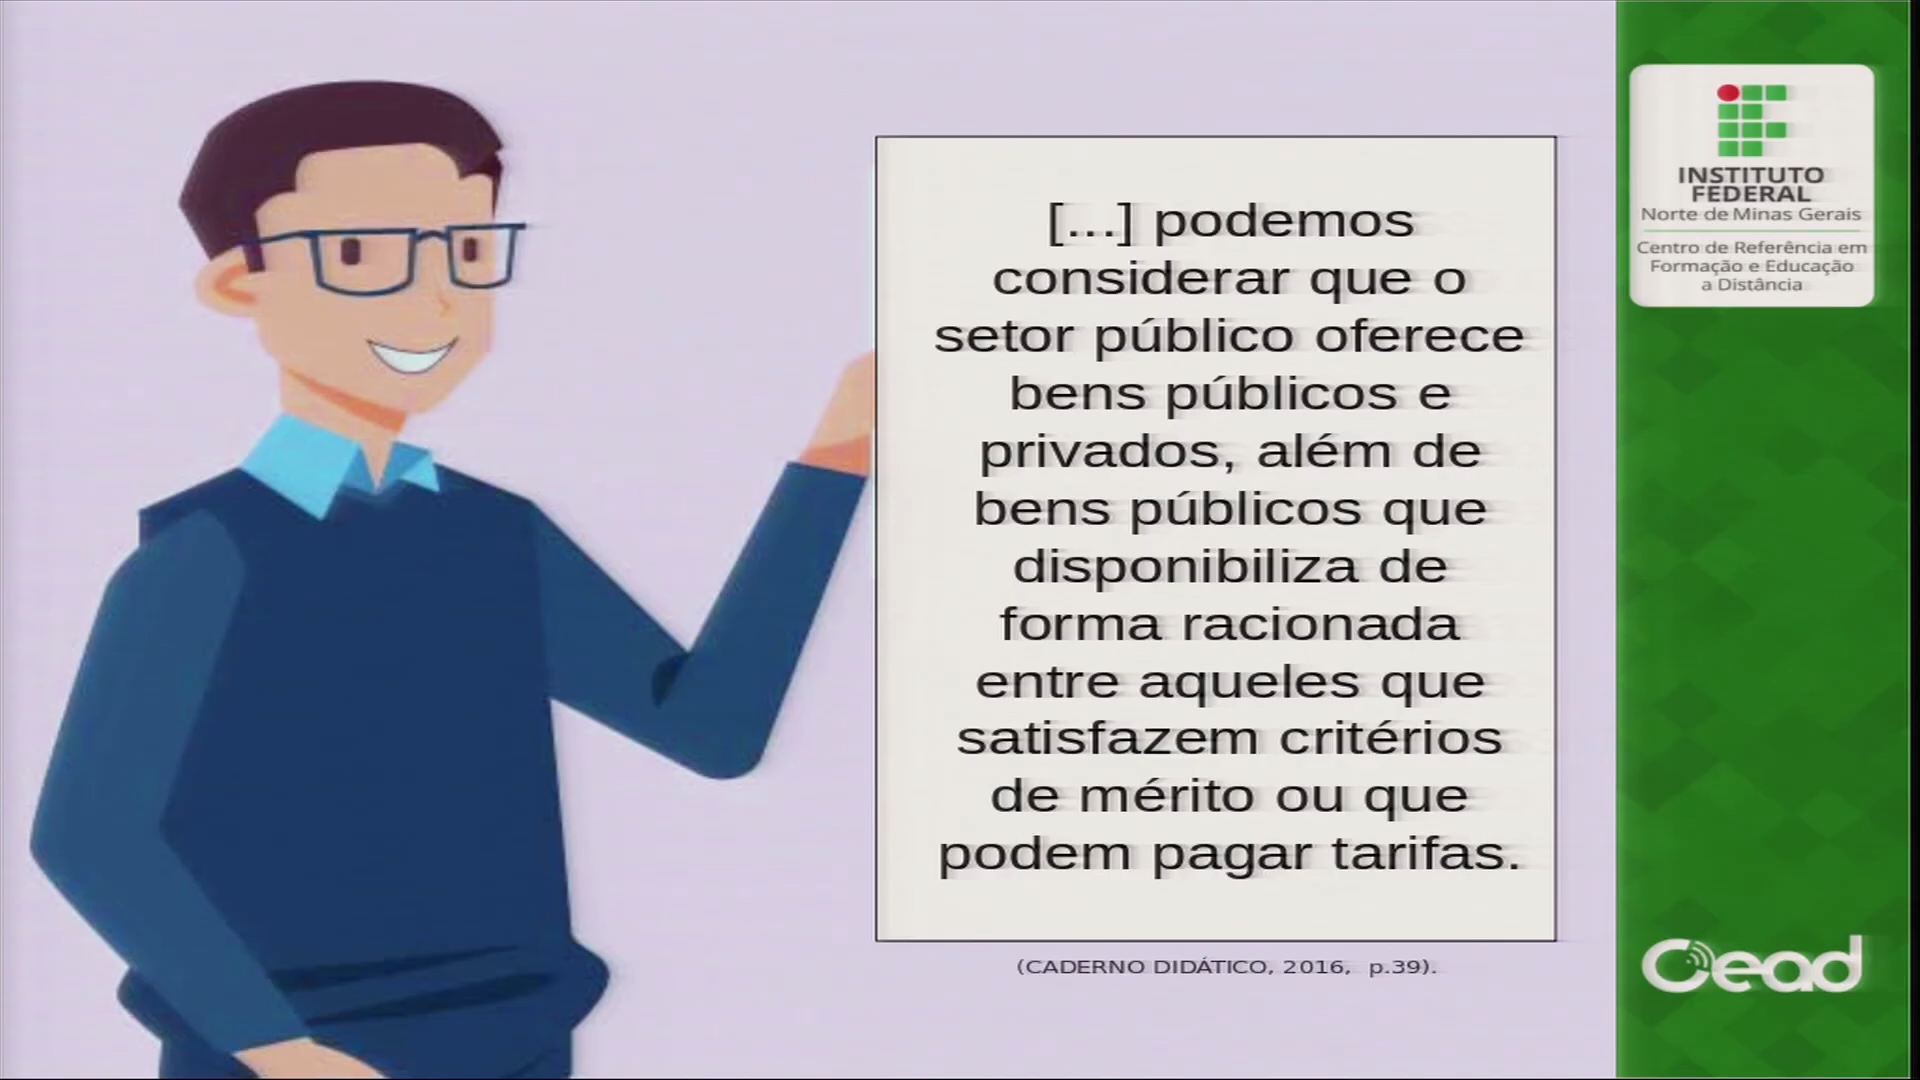 [...] podemos
considerar que o
setor público oferece
bens públicos e
privados, além de
bens públicos que
disponibiliza de
forma racionada
entre aqueles que
satisfazem critérios
de mérito ou que
podem pagar tarifas.
(CADERNO DIDÁTICO, 2016, p.39).
INSTITUTO
FEDERAL
Norte de Minas Gerais
Centro de Referência em
Formação e Educação
a Distância
Cead